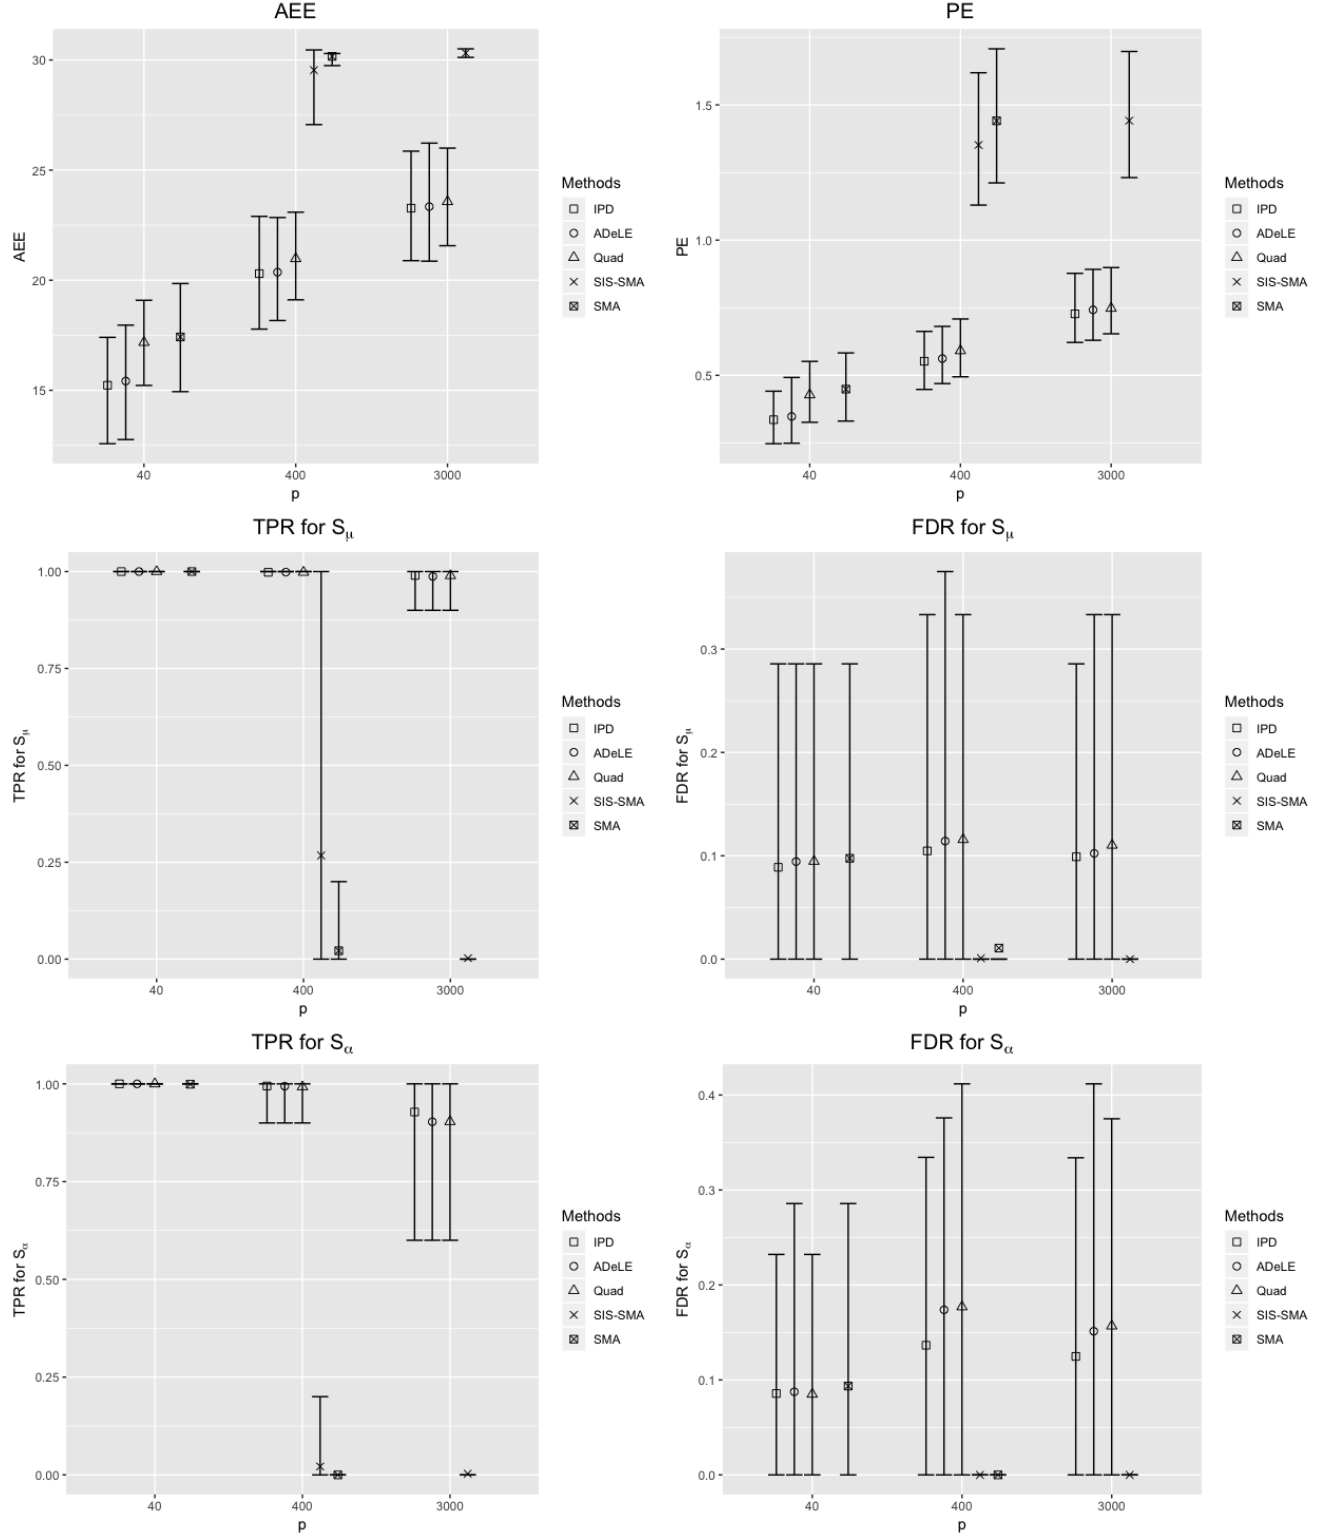 AEE
30
25
20
15
AEE
40
400
3000
p
Methods
IPD
ADeLE
Quad
SIS-SMA
SMA
PE
1.5
1.0
0.5
PE
40
400
3000
p
Methods
IPD
ADeLE
Quad
SIS-SMA
SMA
TPR for Sμ
1.00
0.75
0.50
0.25
0.00
TPR for Sμ
40
400
3000
p
Methods
IPD
ADeLE
Quad
SIS-SMA
SMA
FDR for Sμ
0.3
0.2
0.1
0.0
FDR for Sμ
40
400
3000
p
Methods
IPD
ADeLE
Quad
SIS-SMA
SMA
TPR for Sα
1.00
0.75
0.50
0.25
0.00
TPR for Sα
40
400
3000
p
Methods
IPD
ADeLE
Quad
SIS-SMA
SMA
FDR for Sα
0.4
0.3
0.2
0.1
0.0
FDR for Sα
40
400
3000
p
Methods
IPD
ADeLE
Quad
SIS-SMA
SMA